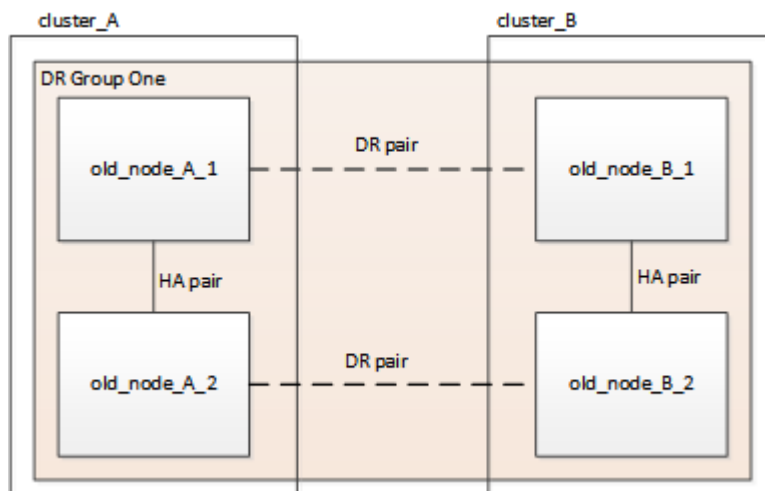 cluster_A
cluster_B
DR Group One
DR pair
old_node_A_1
old_node_B_1
HA pair
HA pair
DR pair
old_node_A_2
old_node_B_2